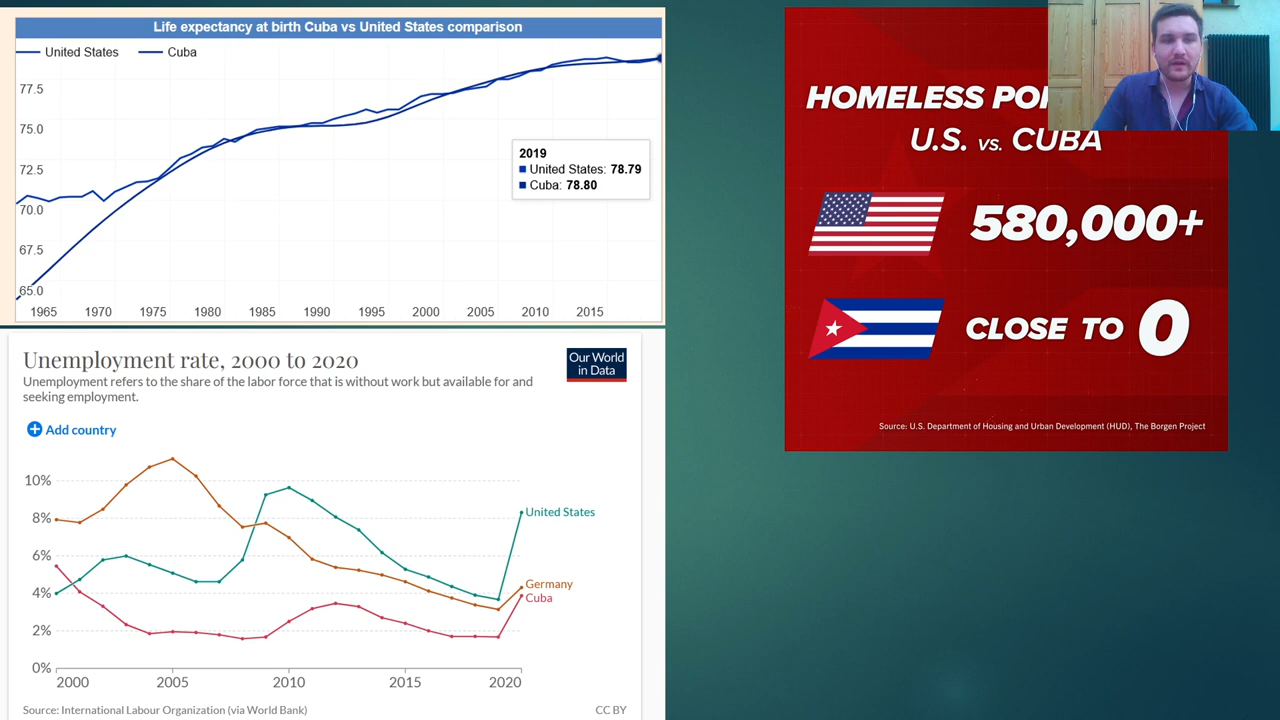 Life expectancy at birth Cuba vs United States comparison
United States
Cuba
77.5
75.0
72.5
70.0
67.5
65.0
2019
United States: 78.79
Cuba: 78.80
1965 1970 1975 1980 1985 1990 1995 2000 2005 2010 2015
Unemployment rate, 2000 to 2020
Our World
in Data
Unemployment refers to the share of the labor force that is without work but available for and
seeking employment.
Add country
10%
8%
6%
4%
2%
0%
United States
Germany
Cuba
2000 2005 2010 2015 2020
Source: International Labour Organization (via World Bank)
CC BY
HOMELESS
U.S. vs. CUBA
580,000+
CLOSE TO 0
Source: U.S. Department of Housing and Urban Development (HUD), The Borgen Project